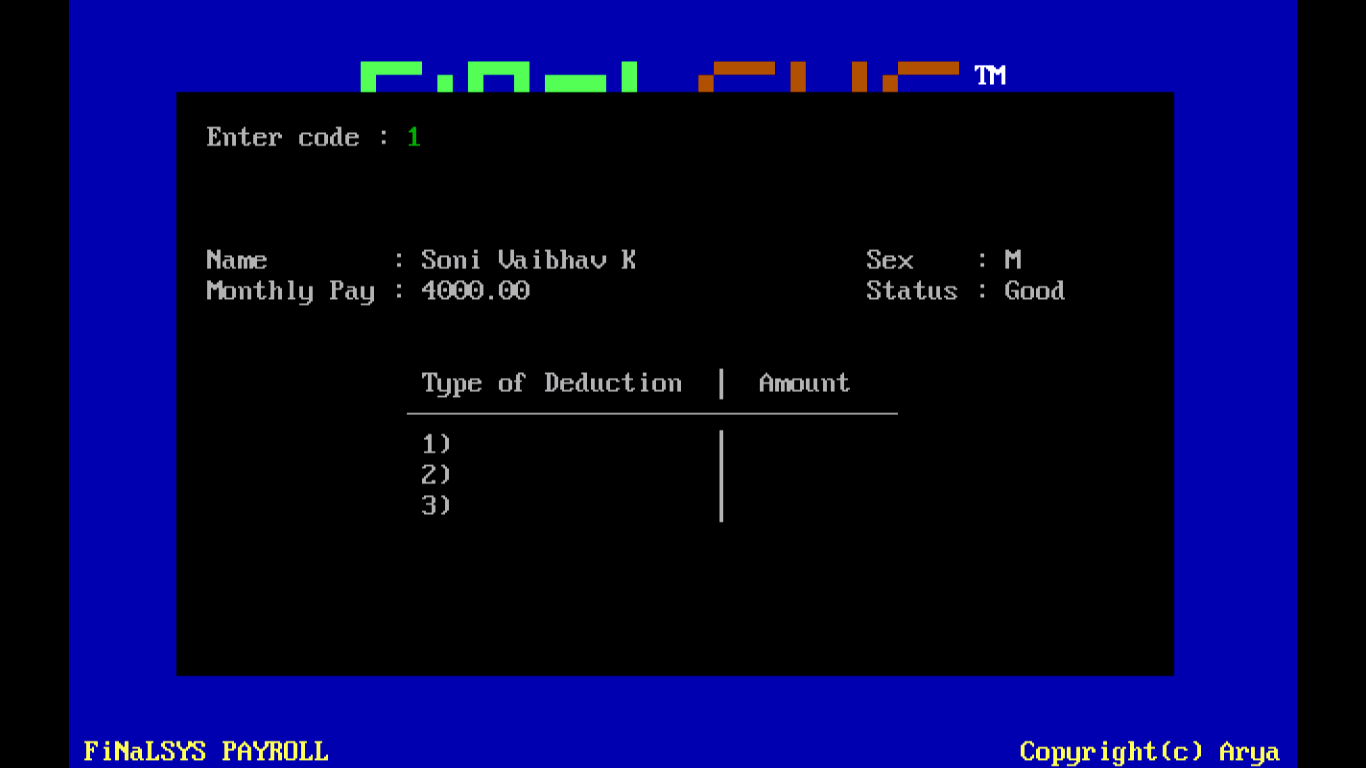 TM
Enter code : 1
Name : Soni Vaibhav K Sex : M
Monthly Pay : 4000.00 Status : Good
Type of Deduction | Amount
1)
2)
3)
FiNaLSYS PAYROLL Copyright(c) Arya